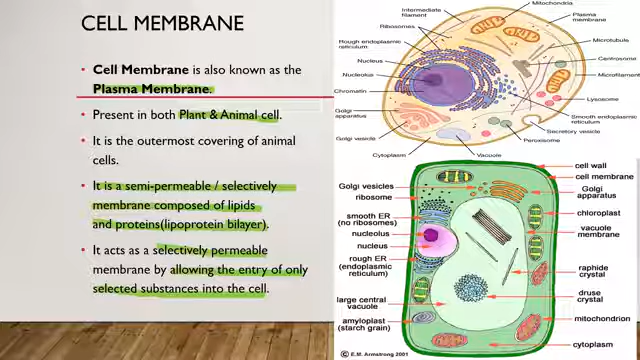 CELL MEMBRANE
• Cell Membrane is also known as the
Plasma Membrane.
• Present in both Plant & Animal cell.
• It is the outermost covering of animal
cells.
• It is a semi-permeable / selectively
membrane composed of lipids
and proteins(lipoprotein bilayer).
• It acts as a selectively permeable
membrane by allowing the entry of only
selected substances into the cell.
Mitochondria
Intermediate
filament
Plasma
membrane
Ribosomes
Rough endoplasmic
reticulum
Microtubule
Nucleus
Centrosome
Nucleolus
Microfilament
Chromatin
Lysosome
Golgi
apparatus
Smooth endoplasmic
reticulum
Golgi vesicle
Secretory vesicle
Peroxisome
Cytoplasm
Vacuole
cell wall
cell membrane
Golgi vesicles
Golgi
apparatus
ribosome
chloroplast
smooth ER
(no ribosomes)
vacuole
membrane
nucleolus
nucleus
rough ER
(endoplasmic
reticulum)
raphide
crystal
druse
crystal
large central
vacuole
mitochondrion
amyloplast
(starch grain)
cytoplasm
© E.M. Armstrong 2001